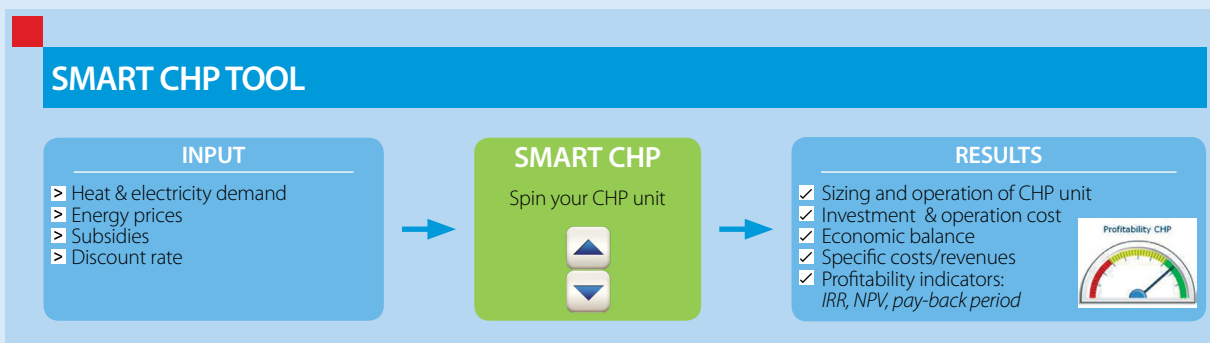 SMART CHP TOOL
INPUT
> Heat & electricity demand
> Energy prices
> Subsidies
> Discount rate
SMART CHP
Spin your CHP unit
RESULTS
✓ Sizing and operation of CHP unit
✓ Investment & operation cost
✓ Economic balance
✓ Specific costs/revenues
✓ Profitability indicators:
IRR, NPV, pay-back period
Profitability CHP